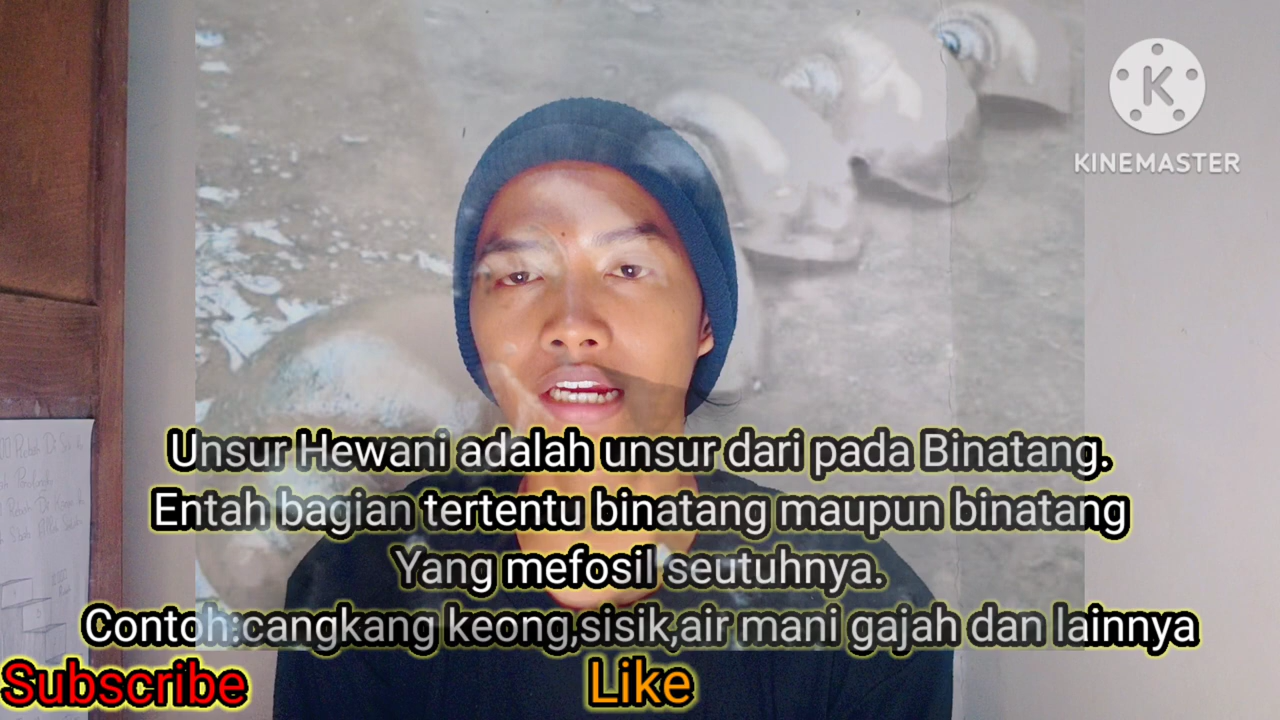 KINEMASTER
Unsur Hewani adalah unsur dari pada Binatang.
Entah bagian tertentu binatang maupun binatang
Yang mefosil seutuhnya.
Contoh:cangkang keong,sisik,air mani gajah dan lainnya
Subscribe
Like